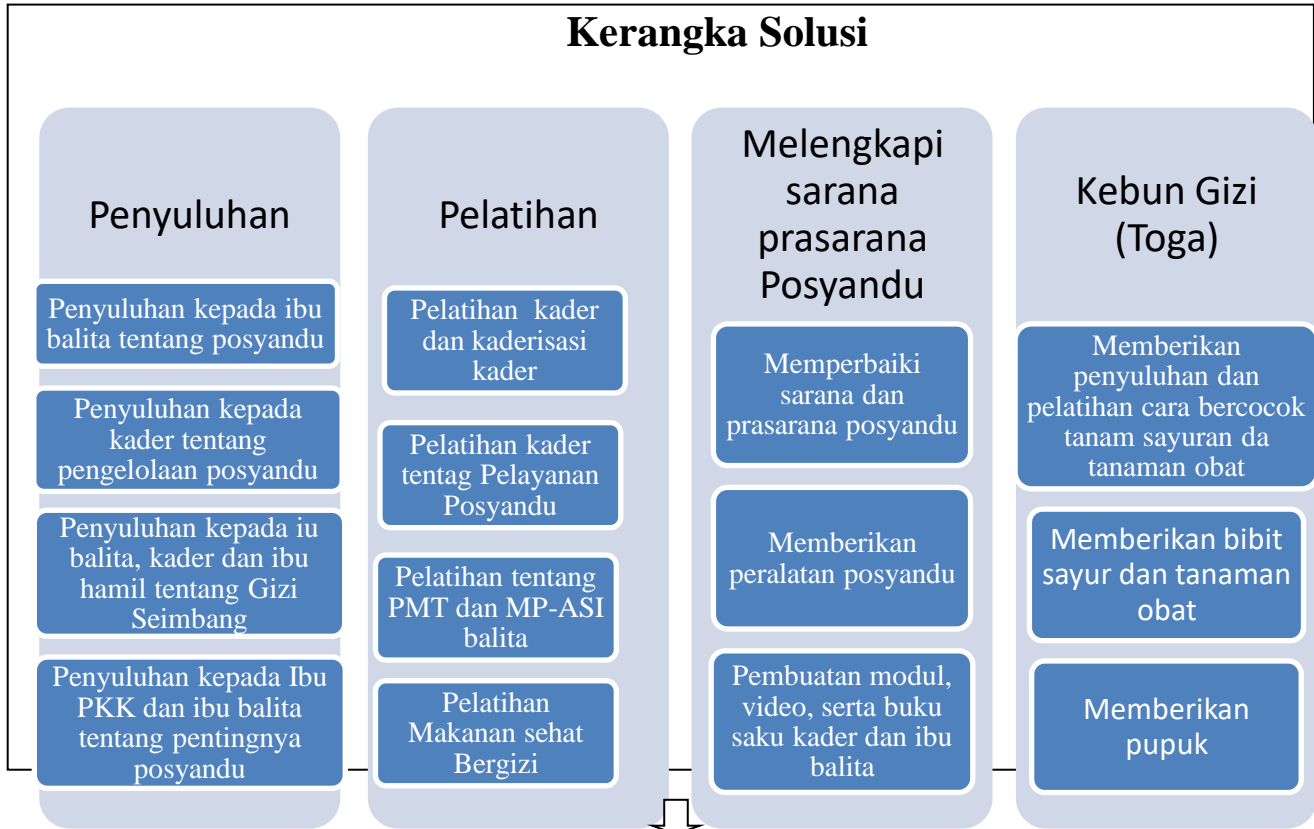 Kerangka Solusi
Penyuluhan
Penyuluhan kepada ibu
balita tentang posyandu
Penyuluhan kepada
kader tentang
pengelolaan posyandu
Penyuluhan kepada iu
balita, kader dan ibu
hamil tentang Gizi
Seimbang
Penyuluhan kepada Ibu
PKK dan ibu balita
tentang pentingnya
posyandu
Pelatihan
Pelatihan kader
dan kaderisasi
kader
Pelatihan kader
tentag Pelayanan
Posyandu
Pelatihan tentang
PMT dan MP-ASI
balita
Pelatihan
Makanan sehat
Bergizi
Melengkapi
sarana
prasarana
Posyandu
Memperbaiki
sarana dan
prasarana posyandu
Memberikan
peralatan posyandu
Pembuatan modul,
video, serta buku
saku kader dan ibu
balita
Kebun Gizi
(Toga)
Memberikan
penyuluhan dan
pelatihan cara bercocok
tanam sayuran da
tanaman obat
Memberikan bibit
sayur dan tanaman
obat
Memberikan
pupuk